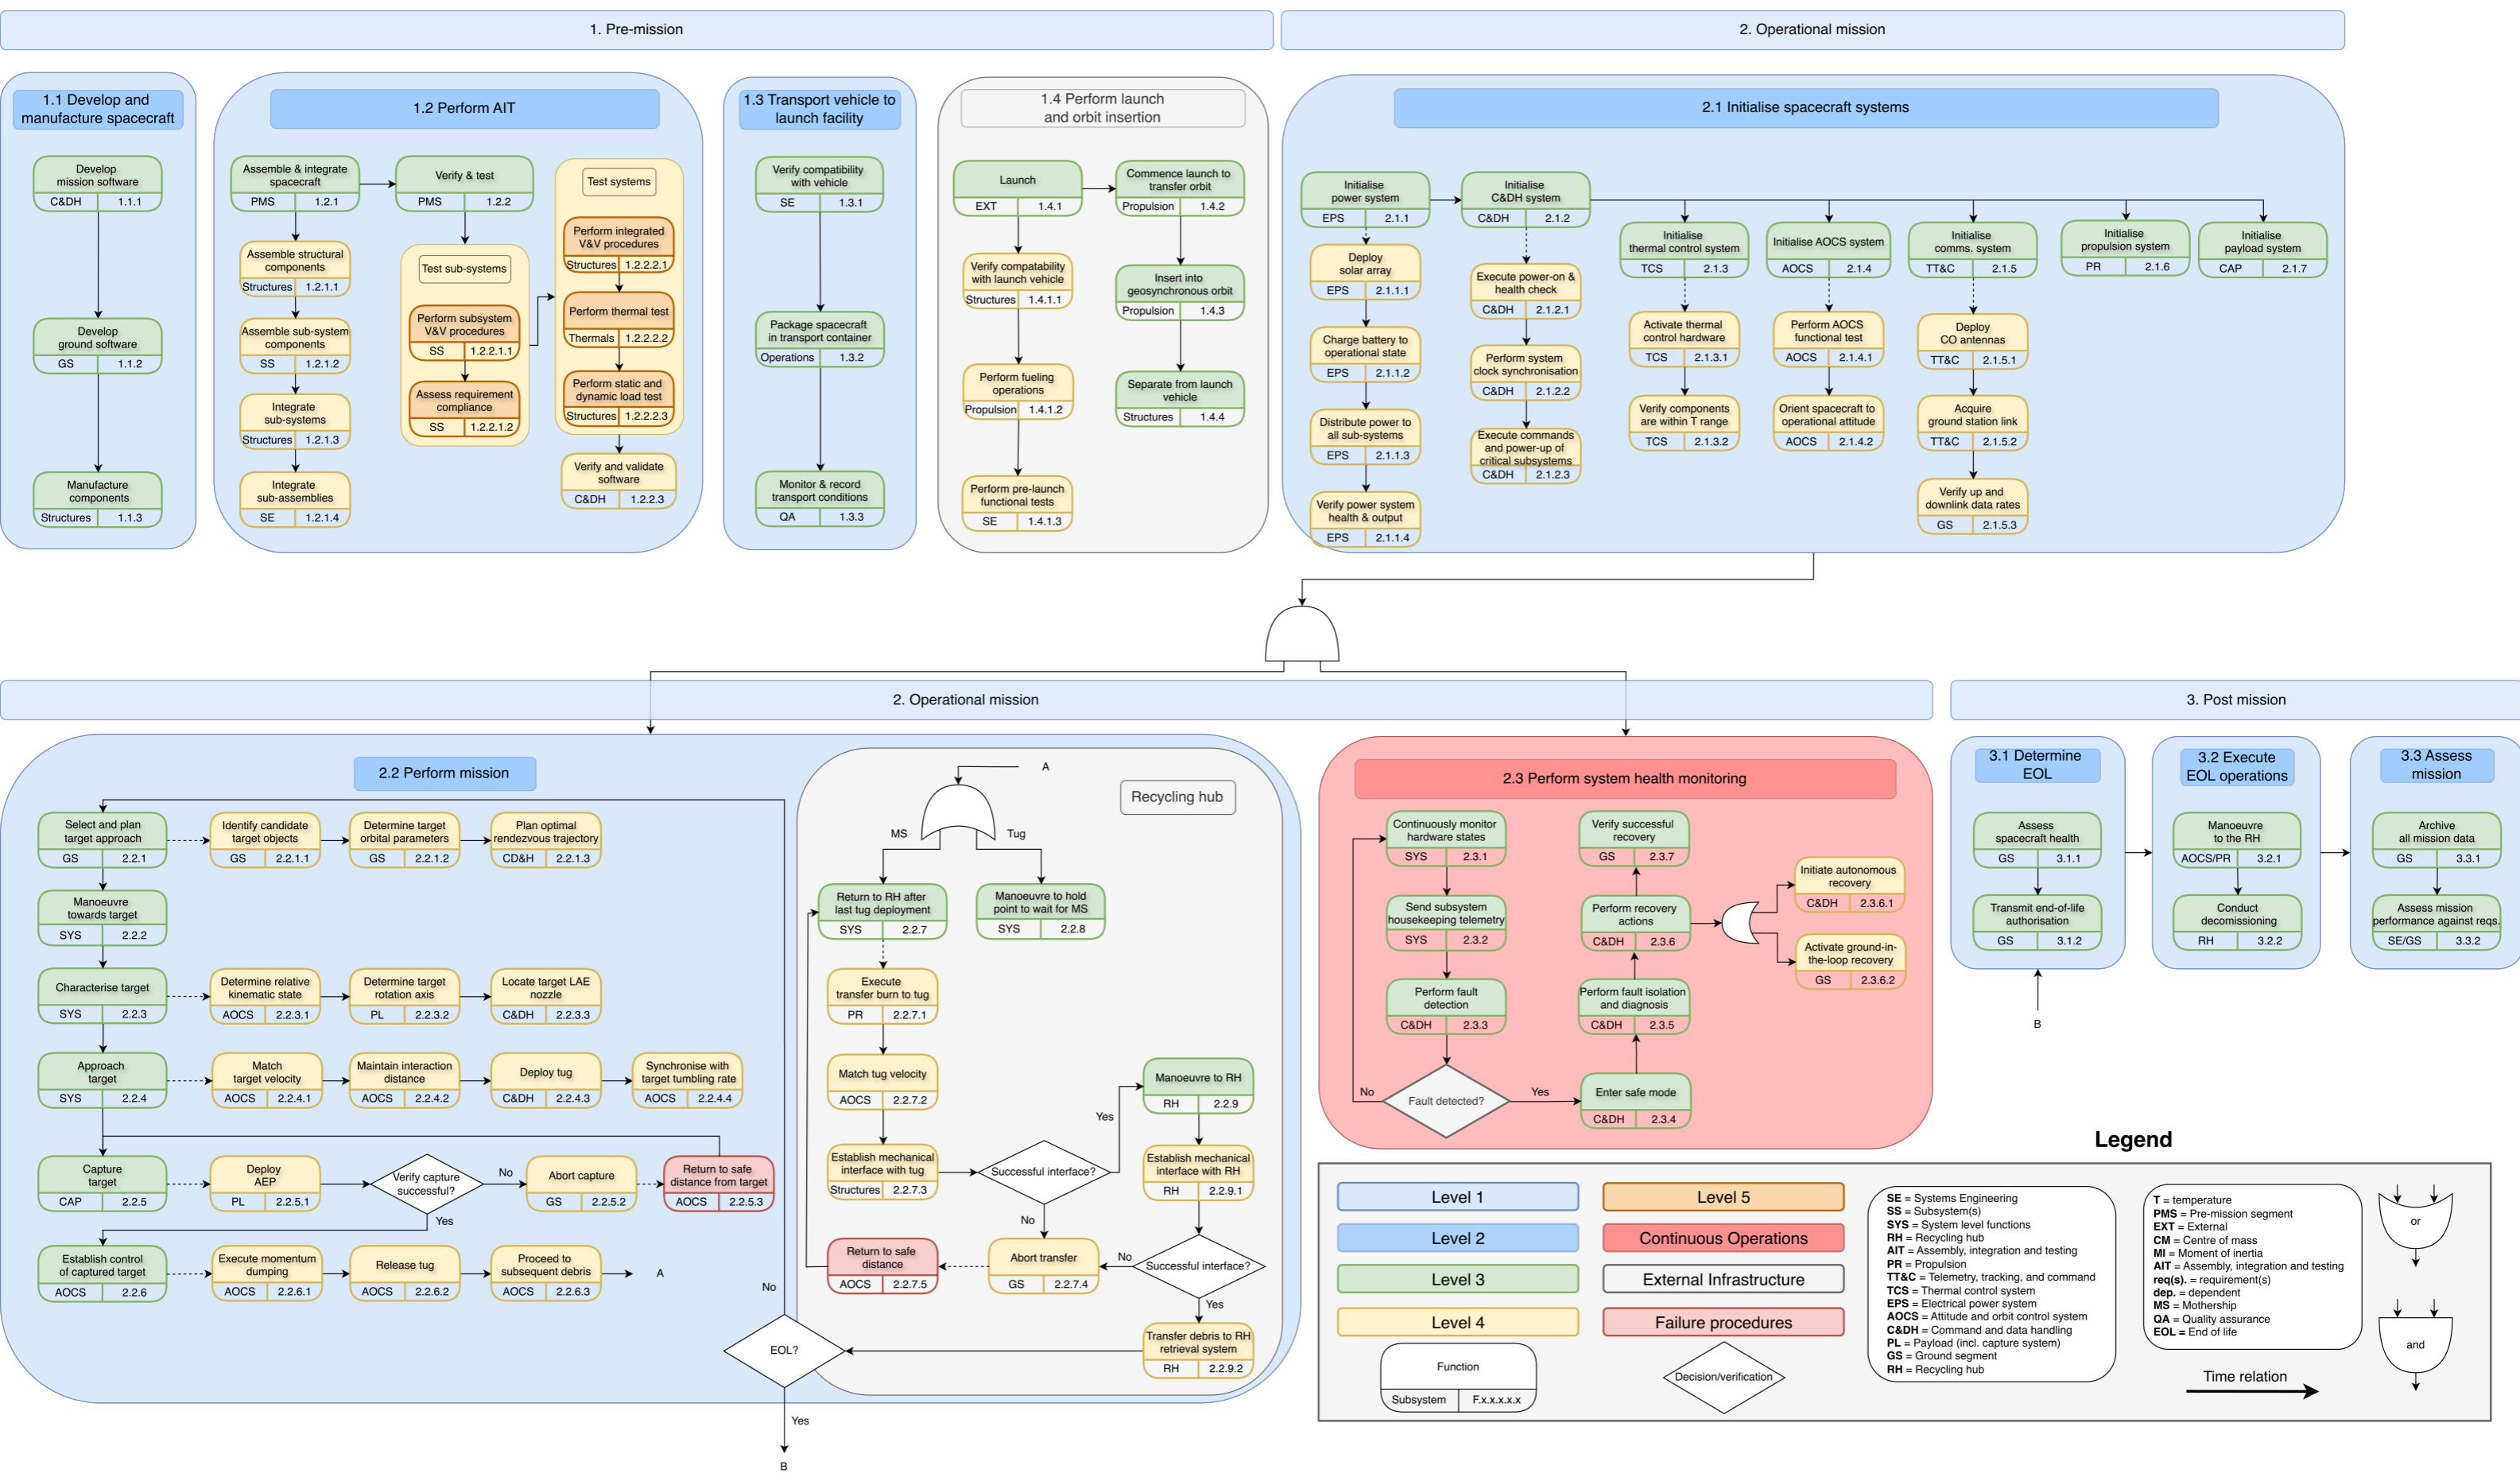 1. Pre-mission
2. Operational mission
1.1 Develop and
manufacture spacecraft
Develop
mission software
C&DH 1.1.1
Develop
ground software
GS 1.1.2
Manufacture
components
Structures 1.1.3
1.2 Perform AIT
Assemble & integrate
spacecraft
PMS 1.2.1
Assemble structural
components
Structures 1.2.1.1
Assemble sub-system
components
SS 1.2.1.2
Integrate
sub-systems
Structures 1.2.1.3
Integrate
sub-assemblies
SE 1.2.1.4
Verify & test
PMS 1.2.2
Test sub-systems
Perform subsystem
V&V procedures
SS 1.2.2.1.1
Assess requirement
compliance
SS 1.2.2.1.2
Test systems
Perform integrated
V&V procedures
Structures 1.2.2.2.1
Perform thermal test
Thermals 1.2.2.2.2
Perform static and
dynamic load test
Structures 1.2.2.2.3
Verify and validate
software
C&DH 1.2.2.3
1.3 Transport vehicle to
launch facility
Verify compatibility
with vehicle
SE 1.3.1
Package spacecraft
in transport container
Operations 1.3.2
Monitor & record
transport conditions
QA 1.3.3
1.4 Perform launch
and orbit insertion
Launch
EXT 1.4.1
Verify compatability
with launch vehicle
Structures 1.4.1.1
Perform fueling
operations
Propulsion 1.4.1.2
Perform pre-launch
functional tests
SE 1.4.1.3
Commence launch to
transfer orbit
Propulsion 1.4.2
Insert into
geosynchronous orbit
Propulsion 1.4.3
Separate from launch
vehicle
Structures 1.4.4
2.1 Initialise spacecraft systems
Initialise
power system
EPS 2.1.1
Deploy
solar array
EPS 2.1.1.1
Charge battery to
operational state
EPS 2.1.1.2
Distribute power to
all sub-systems
EPS 2.1.1.3
Verify power system
health & output
EPS 2.1.1.4
Initialise
C&DH system
C&DH 2.1.2
Execute power-on &
health check
C&DH 2.1.2.1
Perform system
clock synchronisation
C&DH 2.1.2.2
Execute commands
and power-up of
critical subsystems
C&DH 2.1.2.3
Initialise
thermal control system
TCS 2.1.3
Activate thermal
control hardware
TCS 2.1.3.1
Verify components
are within T range
TCS 2.1.3.2
Initialise AOCS system
AOCS 2.1.4
Perform AOCS
functional test
AOCS 2.1.4.1
Orient spacecraft to
operational attitude
AOCS 2.1.4.2
Initialise
comms. system
TT&C 2.1.5
Deploy
CO antennas
TT&C 2.1.5.1
Acquire
ground station link
TT&C 2.1.5.2
Verify up and
downlink data rates
GS 2.1.5.3
Initialise
propulsion system
PR 2.1.6
Initialise
payload system
CAP 2.1.7
2. Operational mission
3. Post mission
2.2 Perform mission
Select and plan
target approach
GS 2.2.1
Identify candidate
target objects
GS 2.2.1.1
Determine target
orbital parameters
GS 2.2.1.2
Plan optimal
rendezvous trajectory
CD&H 2.2.1.3
Manoeuvre
towards target
SYS 2.2.2
Characterise target
SYS 2.2.3
Determine relative
kinematic state
AOCS 2.2.3.1
Determine target
rotation axis
PL 2.2.3.2
Locate target LAE
nozzle
C&DH 2.2.3.3
Approach
target
SYS 2.2.4
Match
target velocity
AOCS 2.2.4.1
Maintain interaction
distance
AOCS 2.2.4.2
Deploy tug
C&DH 2.2.4.3
Synchronise with
target tumbling rate
AOCS 2.2.4.4
Capture
target
CAP 2.2.5
Deploy
AEP
PL 2.2.5.1
Verify capture
successful?
No
Yes
Abort capture
GS 2.2.5.2
Return to safe
distance from target
AOCS 2.2.5.3
Establish control
of captured target
AOCS 2.2.6
Execute momentum
dumping
AOCS 2.2.6.1
Release tug
AOCS 2.2.6.2
Proceed to
subsequent debris
AOCS 2.2.6.3
A
No
EOL?
Yes
B
Recycling hub
A
MS
Tug
Return to RH after
last tug deployment
SYS 2.2.7
Manoeuvre to hold
point to wait for MS
SYS 2.2.8
Execute
transfer burn to tug
PR 2.2.7.1
Match tug velocity
AOCS 2.2.7.2
Establish mechanical
interface with tug
Structures 2.2.7.3
Successful interface?
Yes
No
Manoeuvre to RH
RH 2.2.9
Establish mechanical
interface with RH
RH 2.2.9.1
Successful interface?
No
Yes
Abort transfer
GS 2.2.7.4
Return to safe
distance
AOCS 2.2.7.5
Transfer debris to RH
retrieval system
RH 2.2.9.2
2.3 Perform system health monitoring
Continuously monitor
hardware states
SYS 2.3.1
Send subsystem
housekeeping telemetry
SYS 2.3.2
Perform fault
detection
C&DH 2.3.3
Fault detected?
No
Yes
Enter safe mode
C&DH 2.3.4
Perform fault isolation
and diagnosis
C&DH 2.3.5
Perform recovery
actions
C&DH 2.3.6
Verify successful
recovery
GS 2.3.7
Initiate autonomous
recovery
C&DH 2.3.6.1
Activate ground-in-
the-loop recovery
GS 2.3.6.2
3.1 Determine
EOL
Assess
spacecraft health
GS 3.1.1
Transmit end-of-life
authorisation
GS 3.1.2
B
3.2 Execute
EOL operations
Manoeuvre
to the RH
AOCS/PR 3.2.1
Conduct
decomissioning
RH 3.2.2
3.3 Assess
mission
Archive
all mission data
GS 3.3.1
Assess mission
performance against reqs.
SE/GS 3.3.2
Legend
Level 1
Level 2
Level 3
Level 4
Level 5
Continuous Operations
External Infrastructure
Failure procedures
Function
Subsystem F.x.x.x.x.x
Decision/verification
SE = Systems Engineering
SS = Subsystem(s)
SYS = System level functions
RH = Recycling hub
AIT = Assembly, integration and testing
PR = Propulsion
TT&C = Telemetry, tracking, and command
TCS = Thermal control system
EPS = Electrical power system
AOCS = Attitude and orbit control system
C&DH = Command and data handling
PL = Payload (incl. capture system)
GS = Ground segment
RH = Recycling hub
T = temperature
PMS = Pre-mission segment
EXT = External
CM = Centre of mass
MI = Moment of inertia
AIT = Assembly, integration and testing
req(s). = requirement(s)
dep. = dependent
MS = Mothership
QA = Quality assurance
EOL = End of life
Time relation
or
and